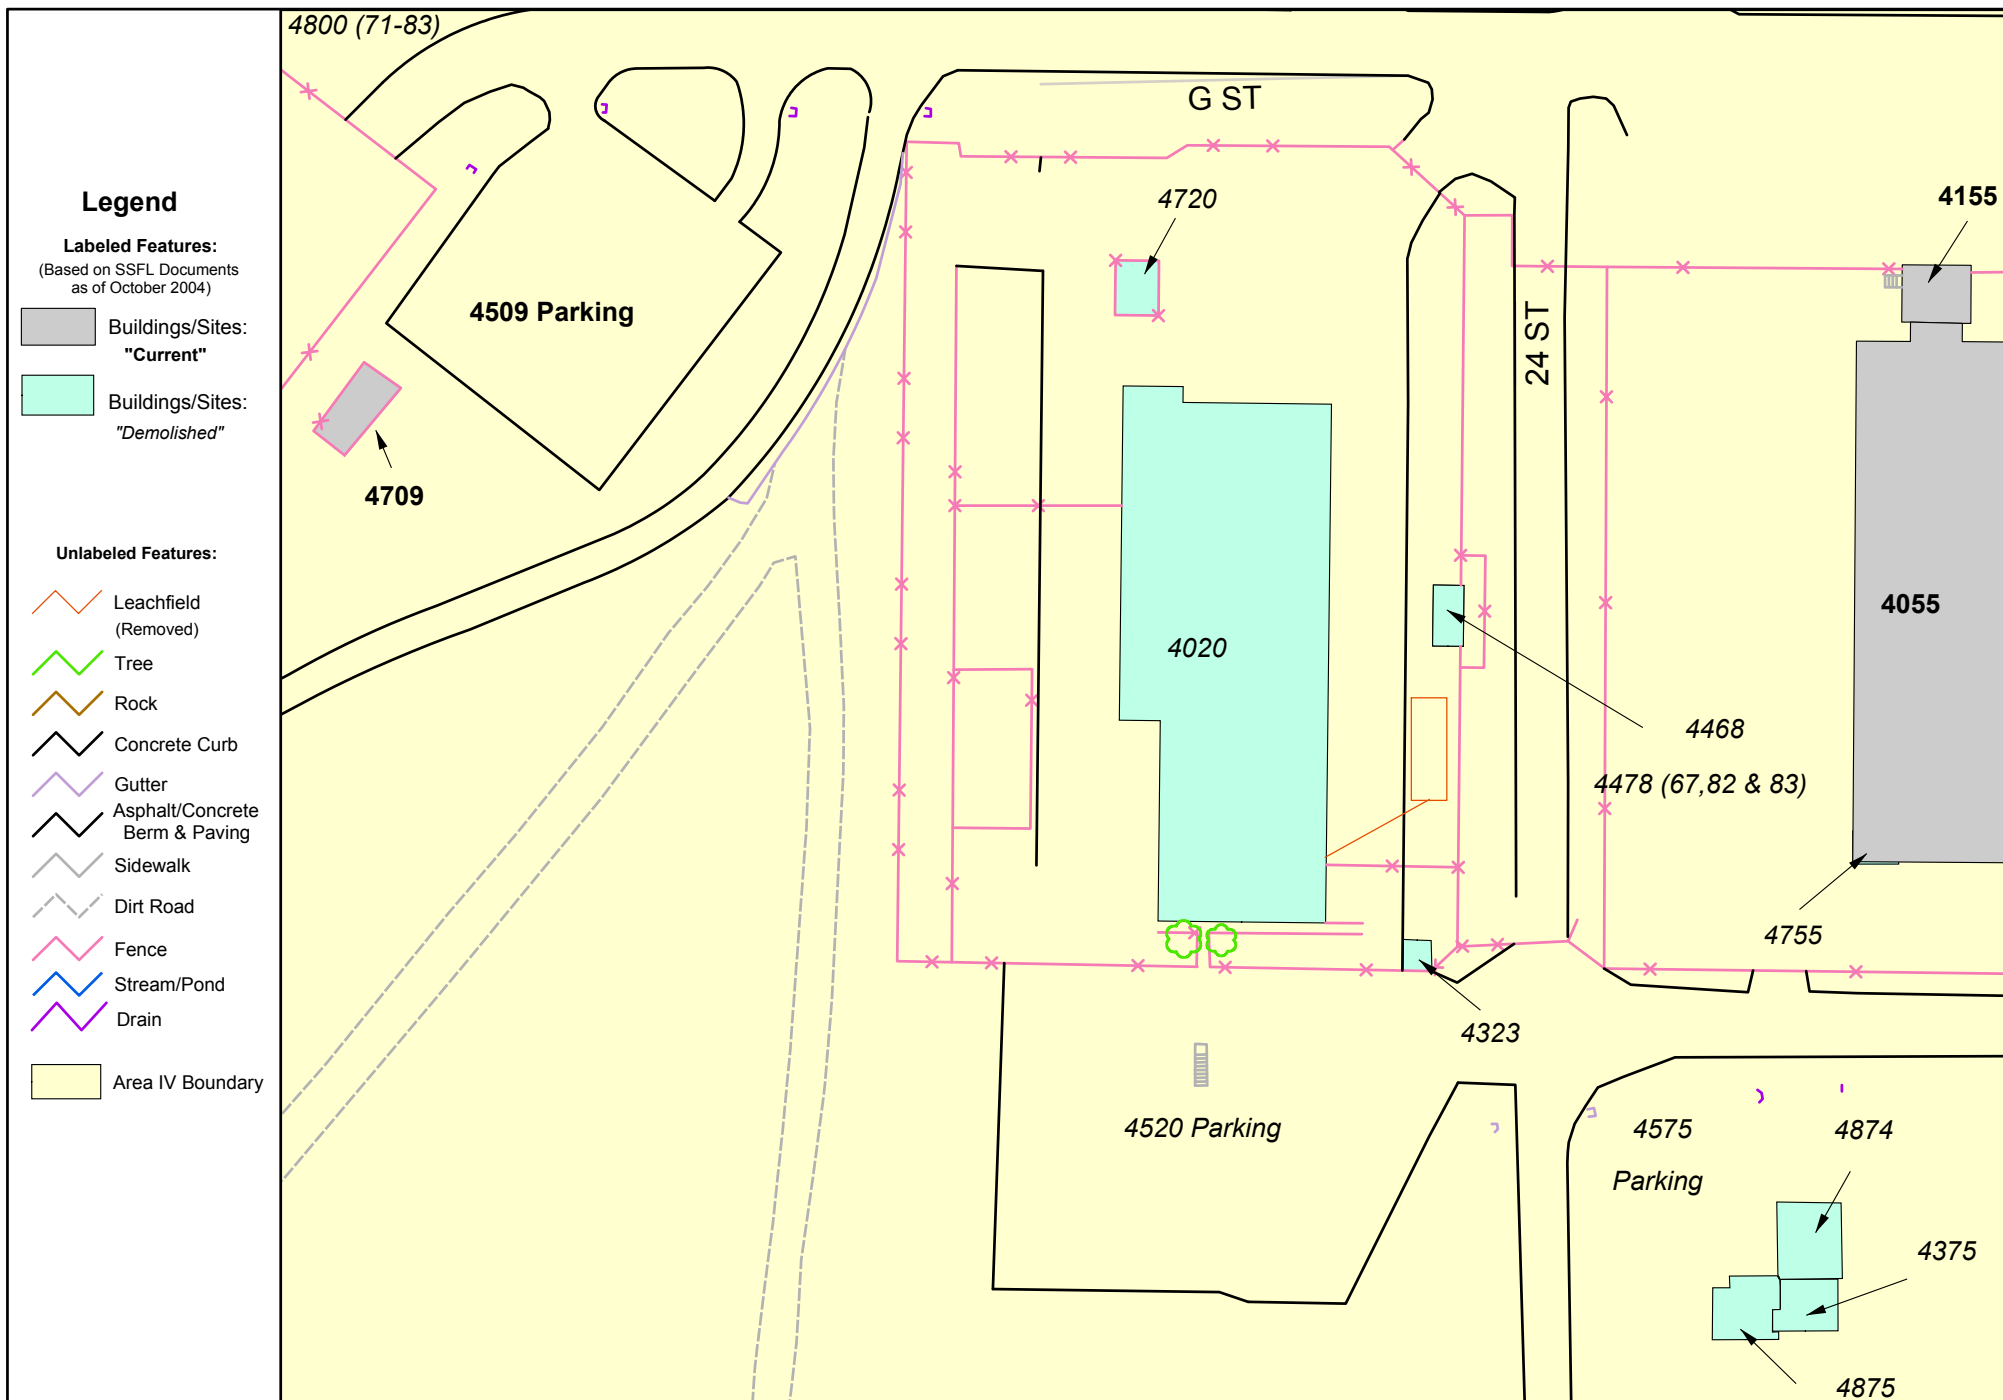 Legend
Labeled Features:
(Based on SSFL Documents
as of October 2004)
Buildings/Sites:
"Current"
Buildings/Sites:
"Demolished"
Unlabeled Features:
Leachfield
(Removed)
Tree
Rock
Concrete Curb
Gutter
Asphalt/Concrete
Berm & Paving
Sidewalk
Dirt Road
Fence
Stream/Pond
Drain
Area IV Boundary
4800 (71-83)
G ST
4720
4155
4509 Parking
24 ST
4709
4055
4020
4468
4478 (67,82 & 83)
4755
4323
4520 Parking
4575
Parking
4874
4375
4875